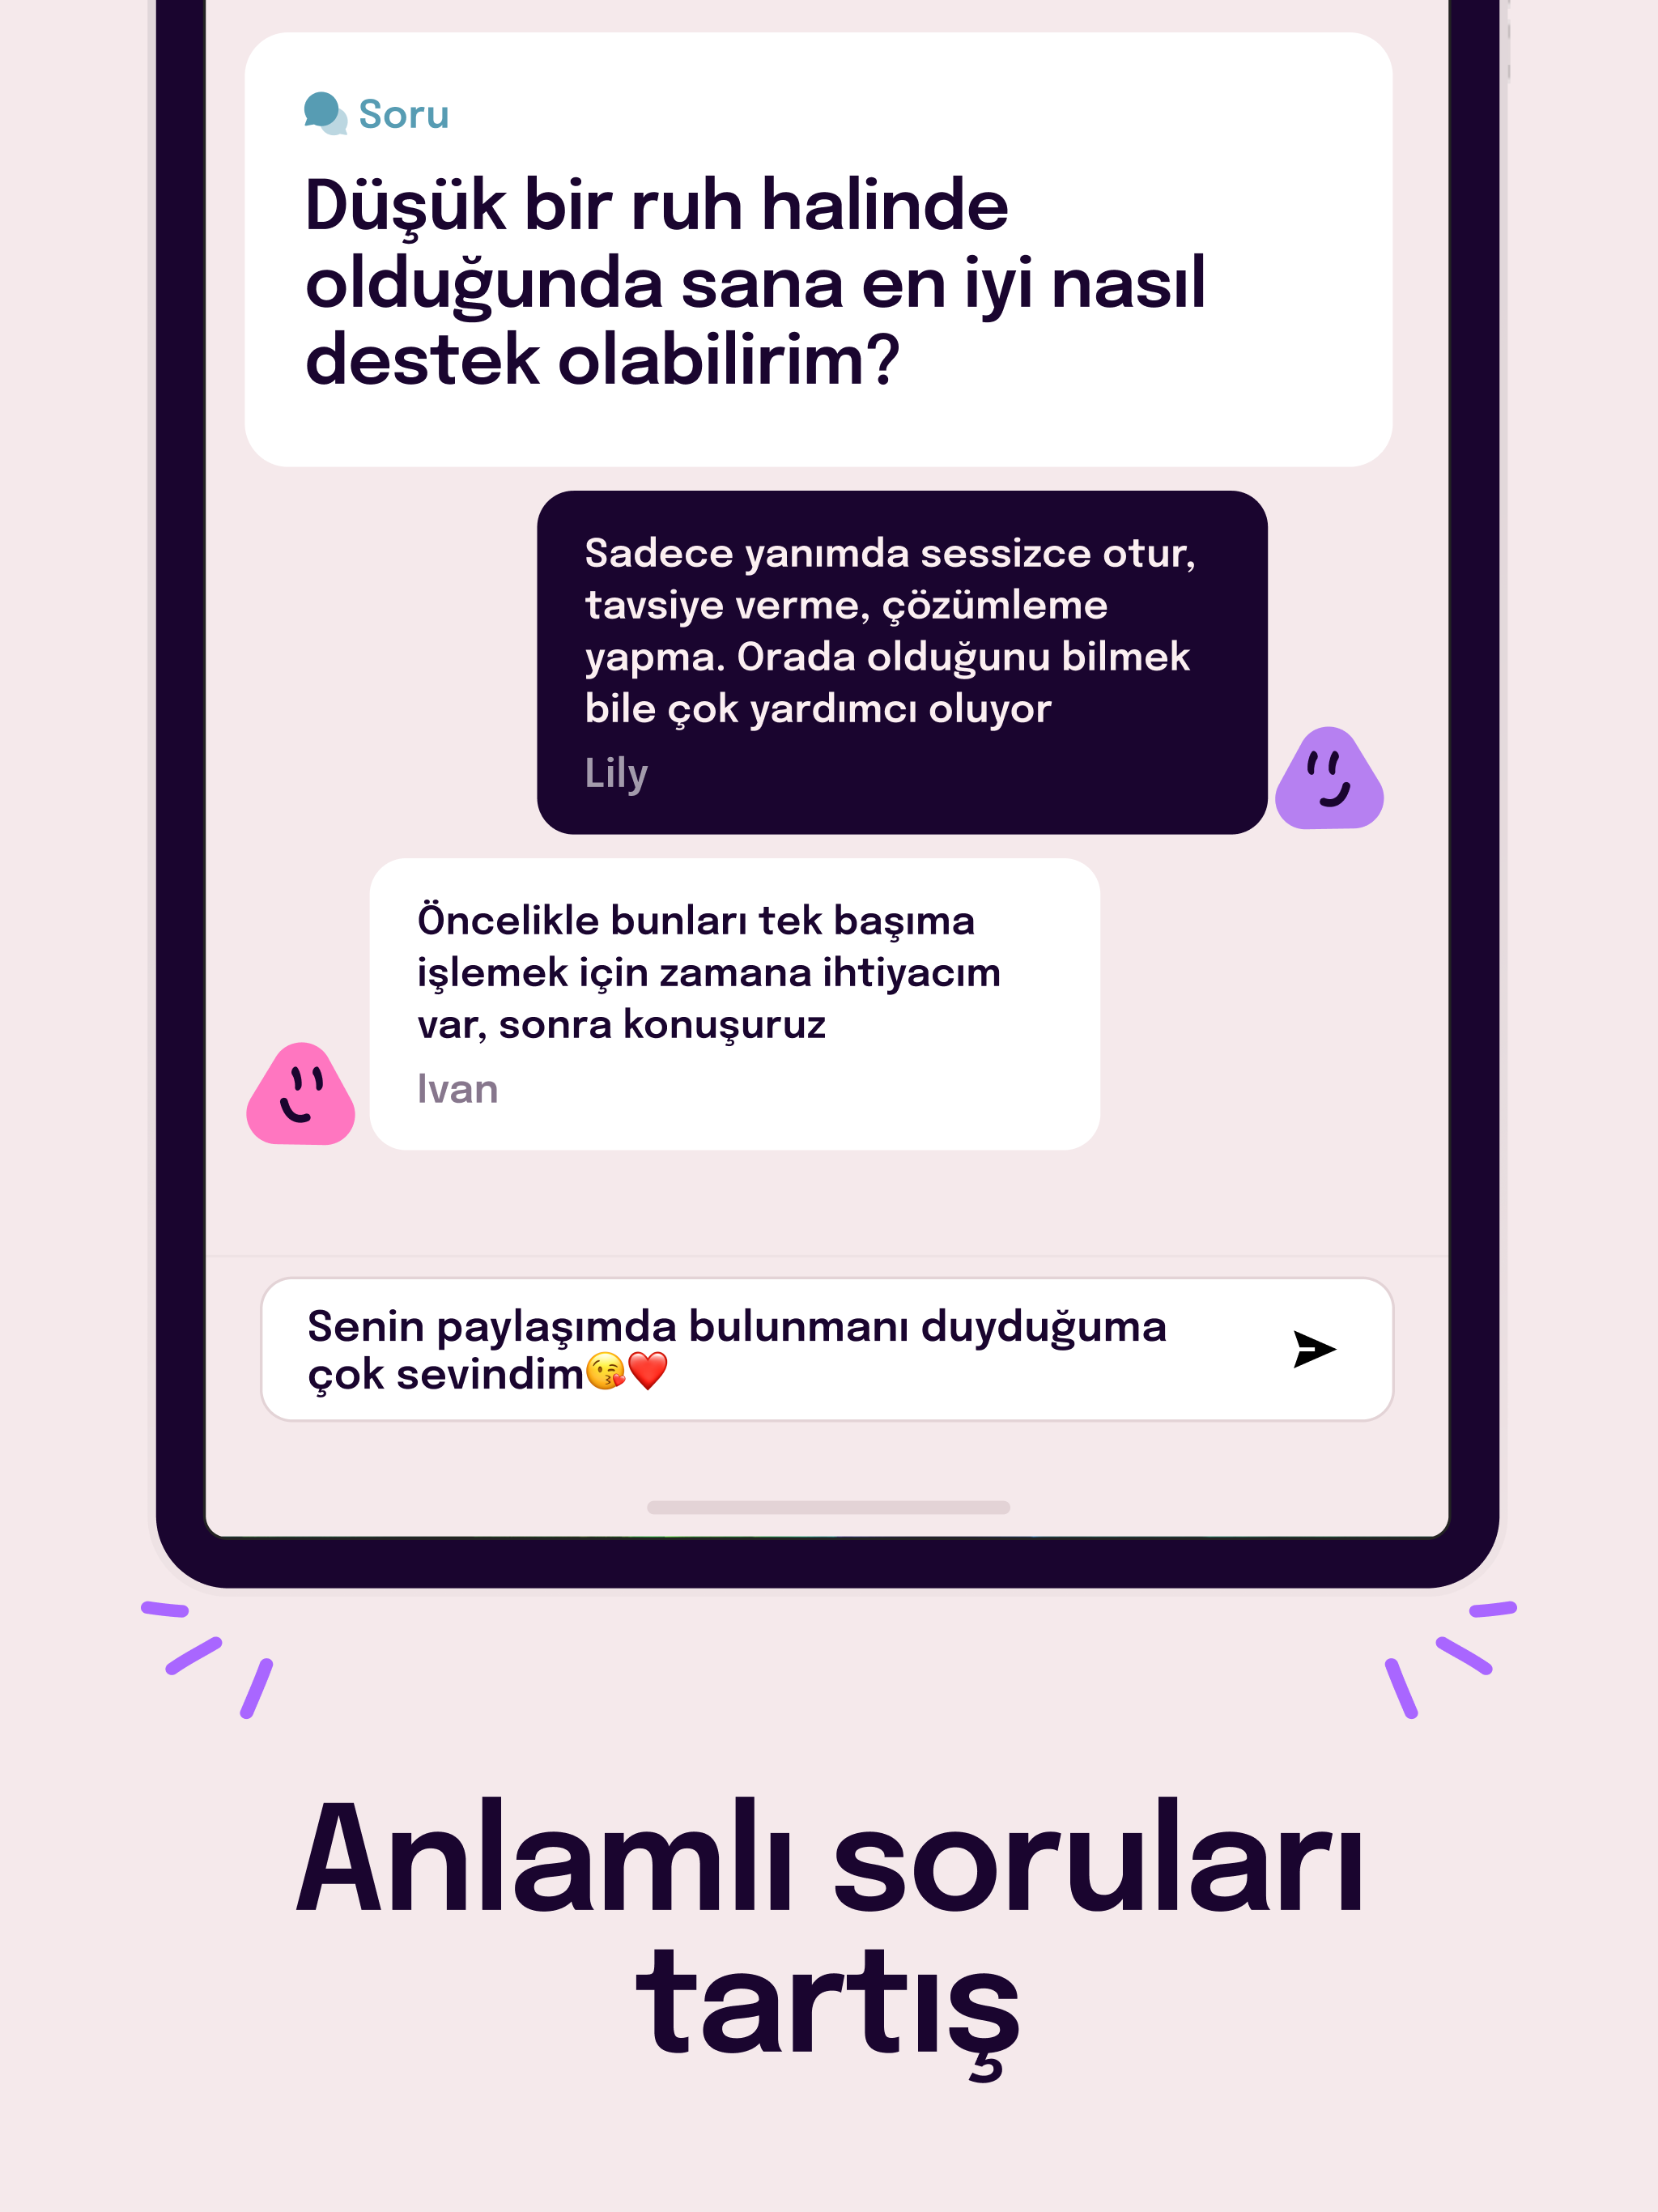 Soru
Düşük bir ruh halinde
olduğunda sana en iyi nasıl
destek olabilirim?
Sadece yanımda sessizce otur,
tavsiye verme, çözümleme
yapma. Orada olduğunu bilmek
bile çok yardımcı oluyor
Lily
Öncelikle bunları tek başıma
işlemek için zamana ihtiyacım
var, sonra konuşuruz
Ivan
Senin paylaşımda bulunmanı duyduğuma
çok sevindim😘❤️
Anlamlı soruları
tartış